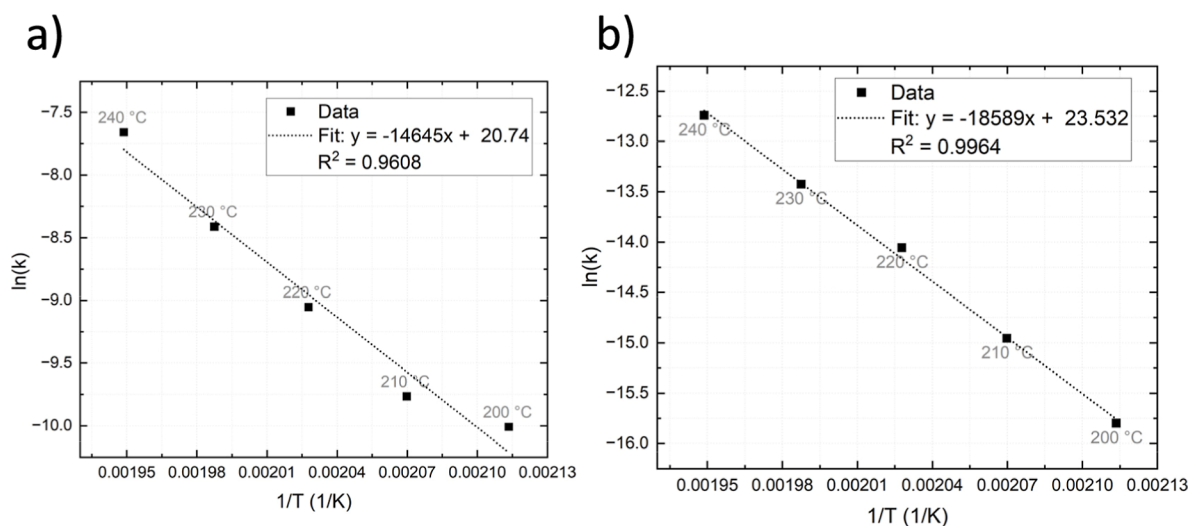 a)
Data
Fit: y = -14645x + 20.74
R² = 0.9608
−7.5
−8.0
−8.5
−9.0
−9.5
−10.0
ln(k)
240 °C
230 °C
220 °C
210 °C
200 °C
0.00195 0.00198 0.00201 0.00204 0.00207 0.00210 0.00213
1/T (1/K)
b)
Data
Fit: y = -18589x + 23.532
R² = 0.9964
−12.5
−13.0
−13.5
−14.0
−14.5
−15.0
−15.5
−16.0
ln(k)
240 °C
230 °C
220 °C
210 °C
200 °C
0.00195 0.00198 0.00201 0.00204 0.00207 0.00210 0.00213
1/T (1/K)